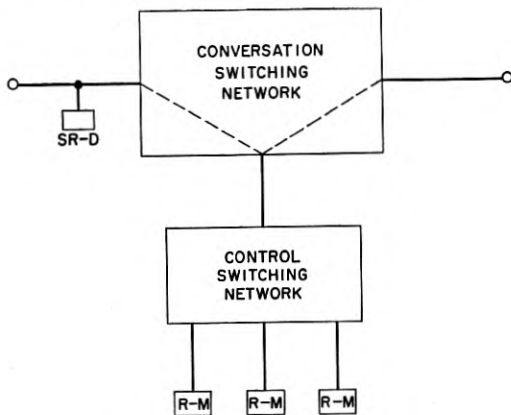 CONVERSATION
SWITCHING
NETWORK
SR-D
CONTROL
SWITCHING
NETWORK
R-M R-M R-M